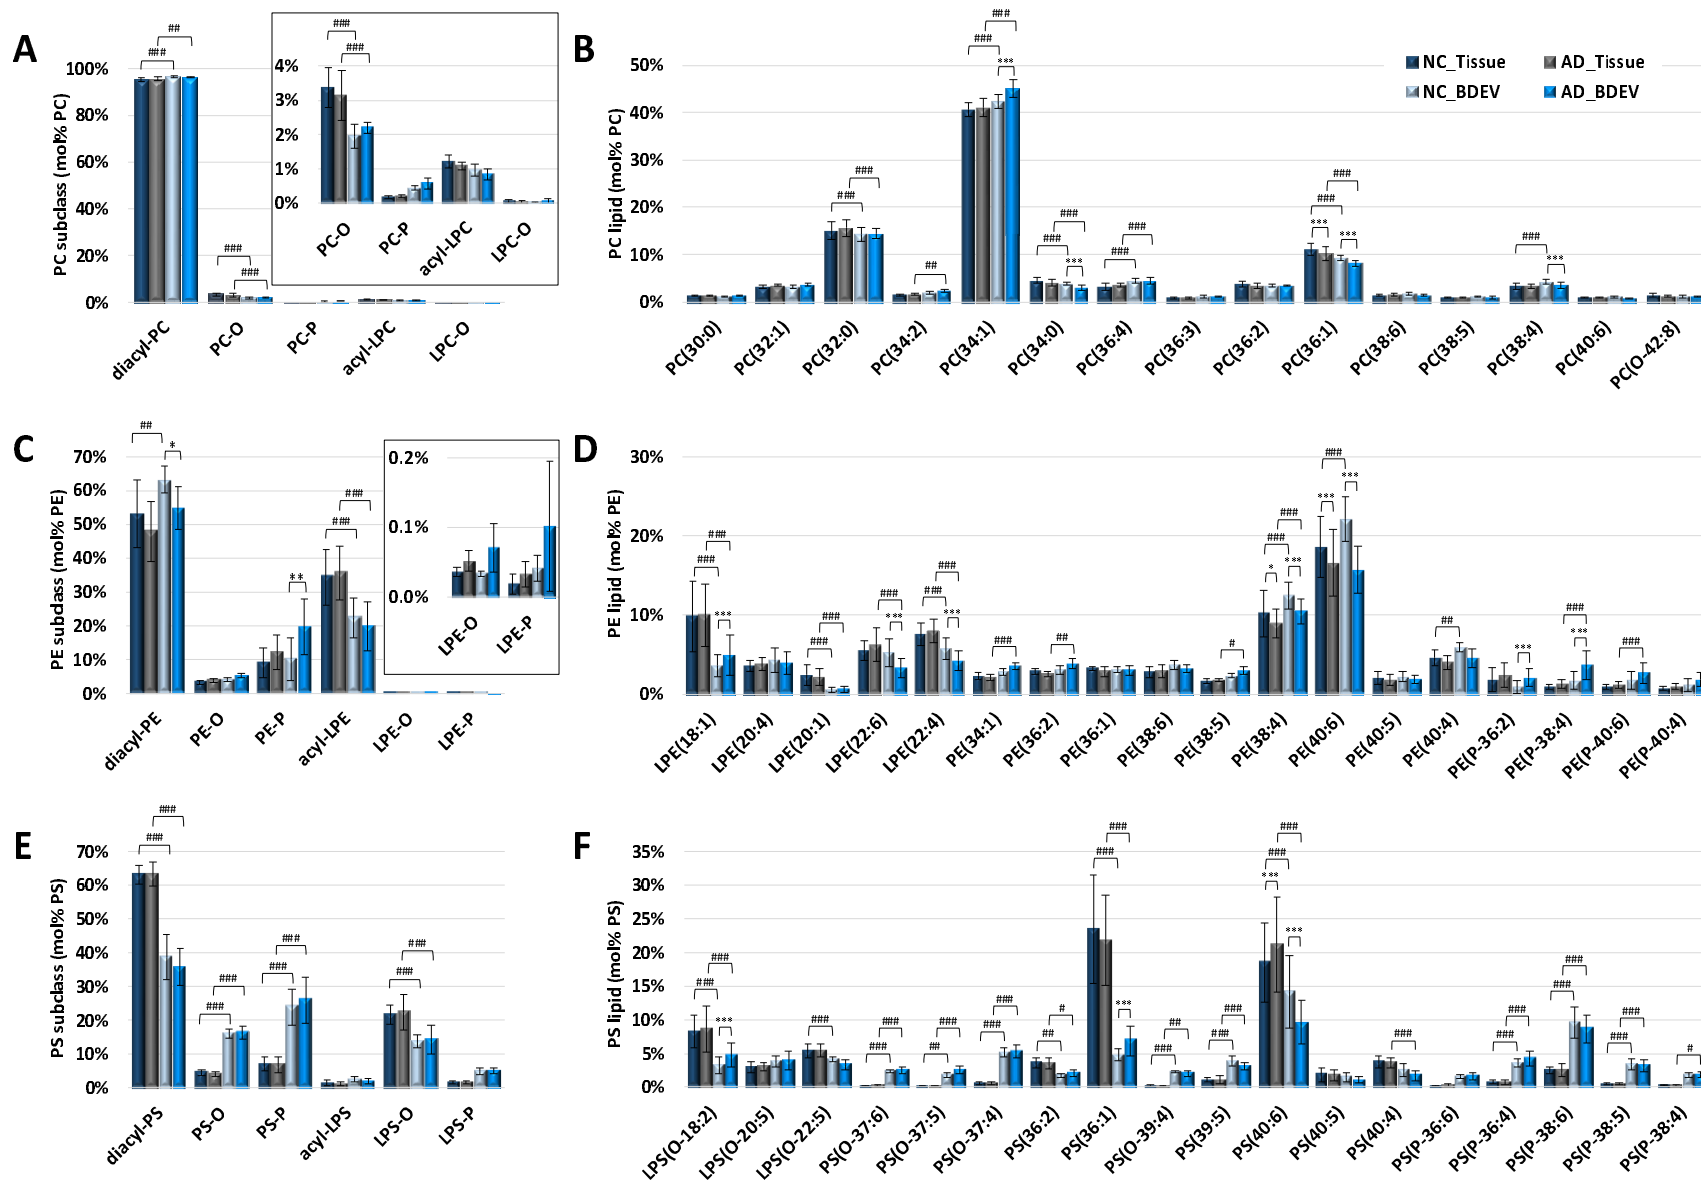 A
### ##
100%
80%
60%
40%
20%
0%
PC subclass (mol% PC)
### ###
diacyl-PC PC-O PC-P acyl-LPC LPC-O
### ###
4%
3%
2%
1%
0%
PC-O PC-P acyl-LPC LPC-O
B
NC_Tissue AD_Tissue
NC_BDEV AD_BDEV
50%
40%
30%
20%
10%
0%
PC lipid (mol% PC)
### ### ## ### ### *** ### ### *** ### ### ### ### *** *** ### ***
PC(30:0) PC(32:1) PC(32:0) PC(34:2) PC(34:1) PC(34:0) PC(36:4) PC(36:3) PC(36:2) PC(36:1) PC(38:6) PC(38:5) PC(38:4) PC(40:6) PC(O-42:8)
C
70%
60%
50%
40%
30%
20%
10%
0%
PE subclass (mol% PE)
## * ** ### ###
diacyl-PE PE-O PE-P acyl-LPE LPE-O LPE-P
0.2%
0.1%
0.0%
LPE-O LPE-P
D
30%
20%
10%
0%
PE lipid (mol% PE)
### ### *** ### ### ### *** ### ### *** ### ## # ### ### * *** ### *** *** ## *** ### *** ###
LPE(18:1) LPE(20:4) LPE(20:1) LPE(22:6) LPE(22:4) PE(34:1) PE(36:2) PE(36:1) PE(38:6) PE(38:5) PE(38:4) PE(40:6) PE(40:5) PE(40:4) PE(P-36:2) PE(P-38:4) PE(P-40:6) PE(P-40:4)
E
70%
60%
50%
40%
30%
20%
10%
0%
PS subclass (mol% PS)
### ### ### ### ### ### ### ###
diacyl-PS PS-O PS-P acyl-LPS LPS-O LPS-P
F
35%
30%
25%
20%
15%
10%
5%
0%
PS lipid (mol% PS)
### ### *** ### ### ### ## ## ### ### ## # ### ### *** ### ## ### ### ### ### *** *** ### ### ### ### ### ### ### #
LPS(O-18:2) LPS(O-20:5) LPS(O-22:5) PS(O-37:6) PS(O-37:5) PS(O-37:4) PS(36:2) PS(36:1) PS(O-39:4) PS(39:5) PS(40:6) PS(40:5) PS(40:4) PS(P-36:6) PS(P-36:4) PS(P-38:6) PS(P-38:5) PS(P-38:4)